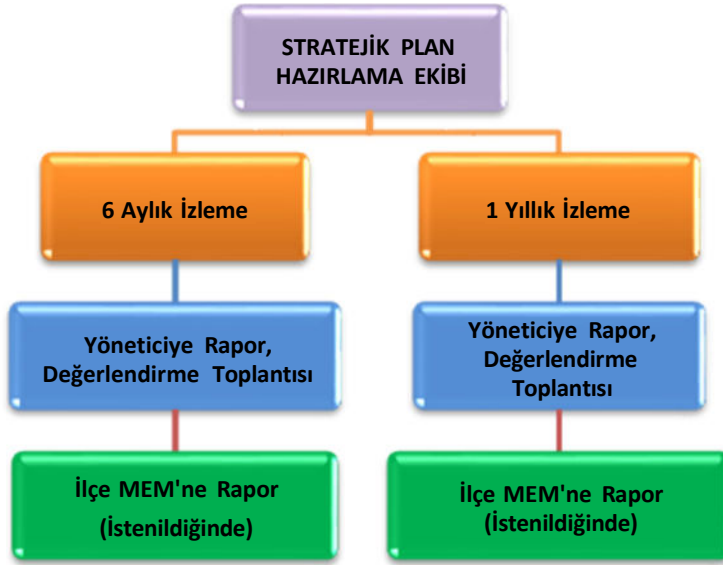 STRATEJİK PLAN
HAZIRLAMA EKİBİ
6 Aylık İzleme
1 Yıllık İzleme
Yöneticiye Rapor,
Değerlendirme Toplantısı
Yöneticiye Rapor,
Değerlendirme
Toplantısı
İlçe MEM'ne Rapor
(İstenildiğinde)
İlçe MEM'ne Rapor
(İstenildiğinde)